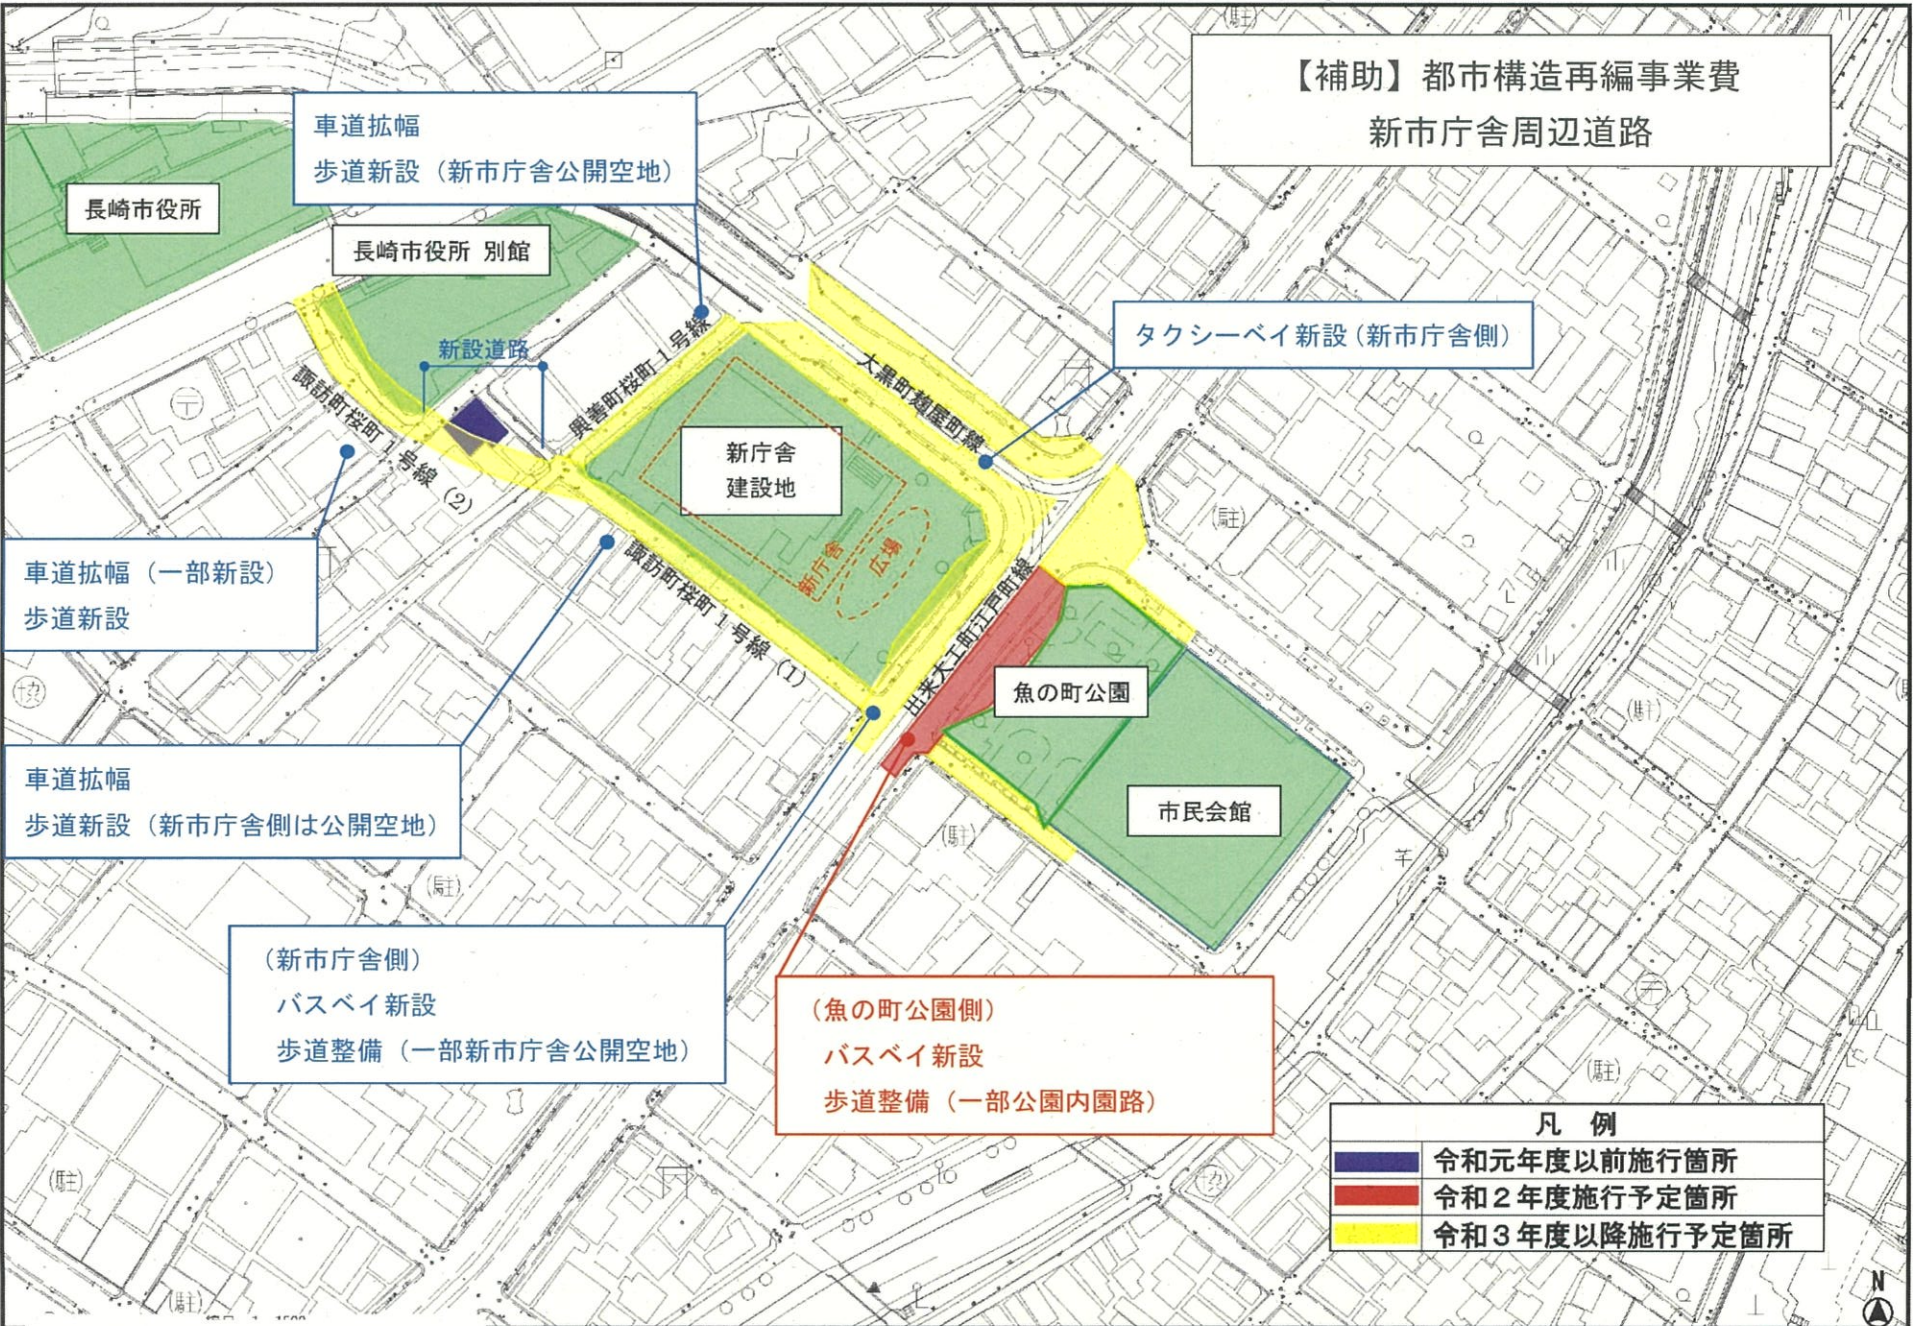 【補助】都市構造再編事業費
新市庁舎周辺道路
車道拡幅
歩道新設（新市庁舎公開空地）
長崎市役所
長崎市役所 別館
タクシーベイ新設（新市庁舎側）
新設道路
興善町桜町１号線
大黒町麹屋町線
諏訪町桜町１号線（2）
新庁舎
建設地
新庁舎
広場
車道拡幅（一部新設）
歩道新設
諏訪町桜町１号線（1）
出来大工町江戸町線
魚の町公園
市民会館
車道拡幅
歩道新設（新市庁舎側は公開空地）
（新市庁舎側）
バスベイ新設
歩道整備（一部新市庁舎公開空地）
（魚の町公園側）
バスベイ新設
歩道整備（一部公園内園路）
凡 例
令和元年度以前施行箇所
令和２年度施行予定箇所
令和３年度以降施行予定箇所
(駐)
(駐)
(駐)
(駐)
(駐)
(駐)
(駐)
(駐)
N